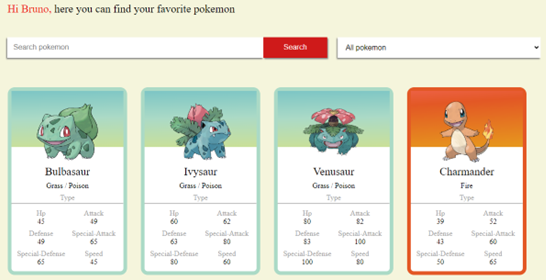 Hi Bruno, here you can find your favorite pokemon
Search pokemon
Search
All pokemon
Bulbasaur
Grass / Poison
Type
Hp Attack
45 49
Defense Special-Attack
49 65
Special-Defense Speed
65 45
Ivysaur
Grass / Poison
Type
Hp Attack
60 62
Defense Special-Attack
63 80
Special-Defense Speed
80 60
Venusaur
Grass / Poison
Type
Hp Attack
80 82
Defense Special-Attack
83 100
Special-Defense Speed
100 80
Charmander
Fire
Type
Hp Attack
39 52
Defense Special-Attack
43 60
Special-Defense Speed
50 65